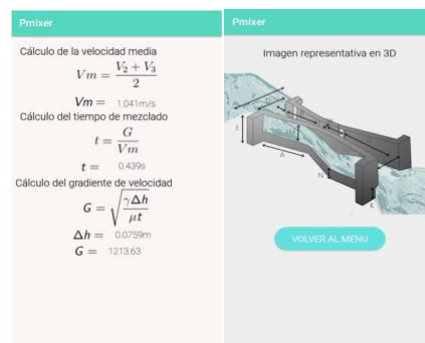 Pmixer
Cálculo de la velocidad media
Vm = (V₂ + V₃) / 2
Vm = 1.041m/s
Cálculo del tiempo de mezclado
t = G / Vm
t = 0.439s
Cálculo del gradiente de velocidad
G = √(γΔh / μt)
Δh = 0.0759m
G = 1213.63
Pmixer
Imagen representativa en 3D
E
A
N
K
VOLVER AL MENU